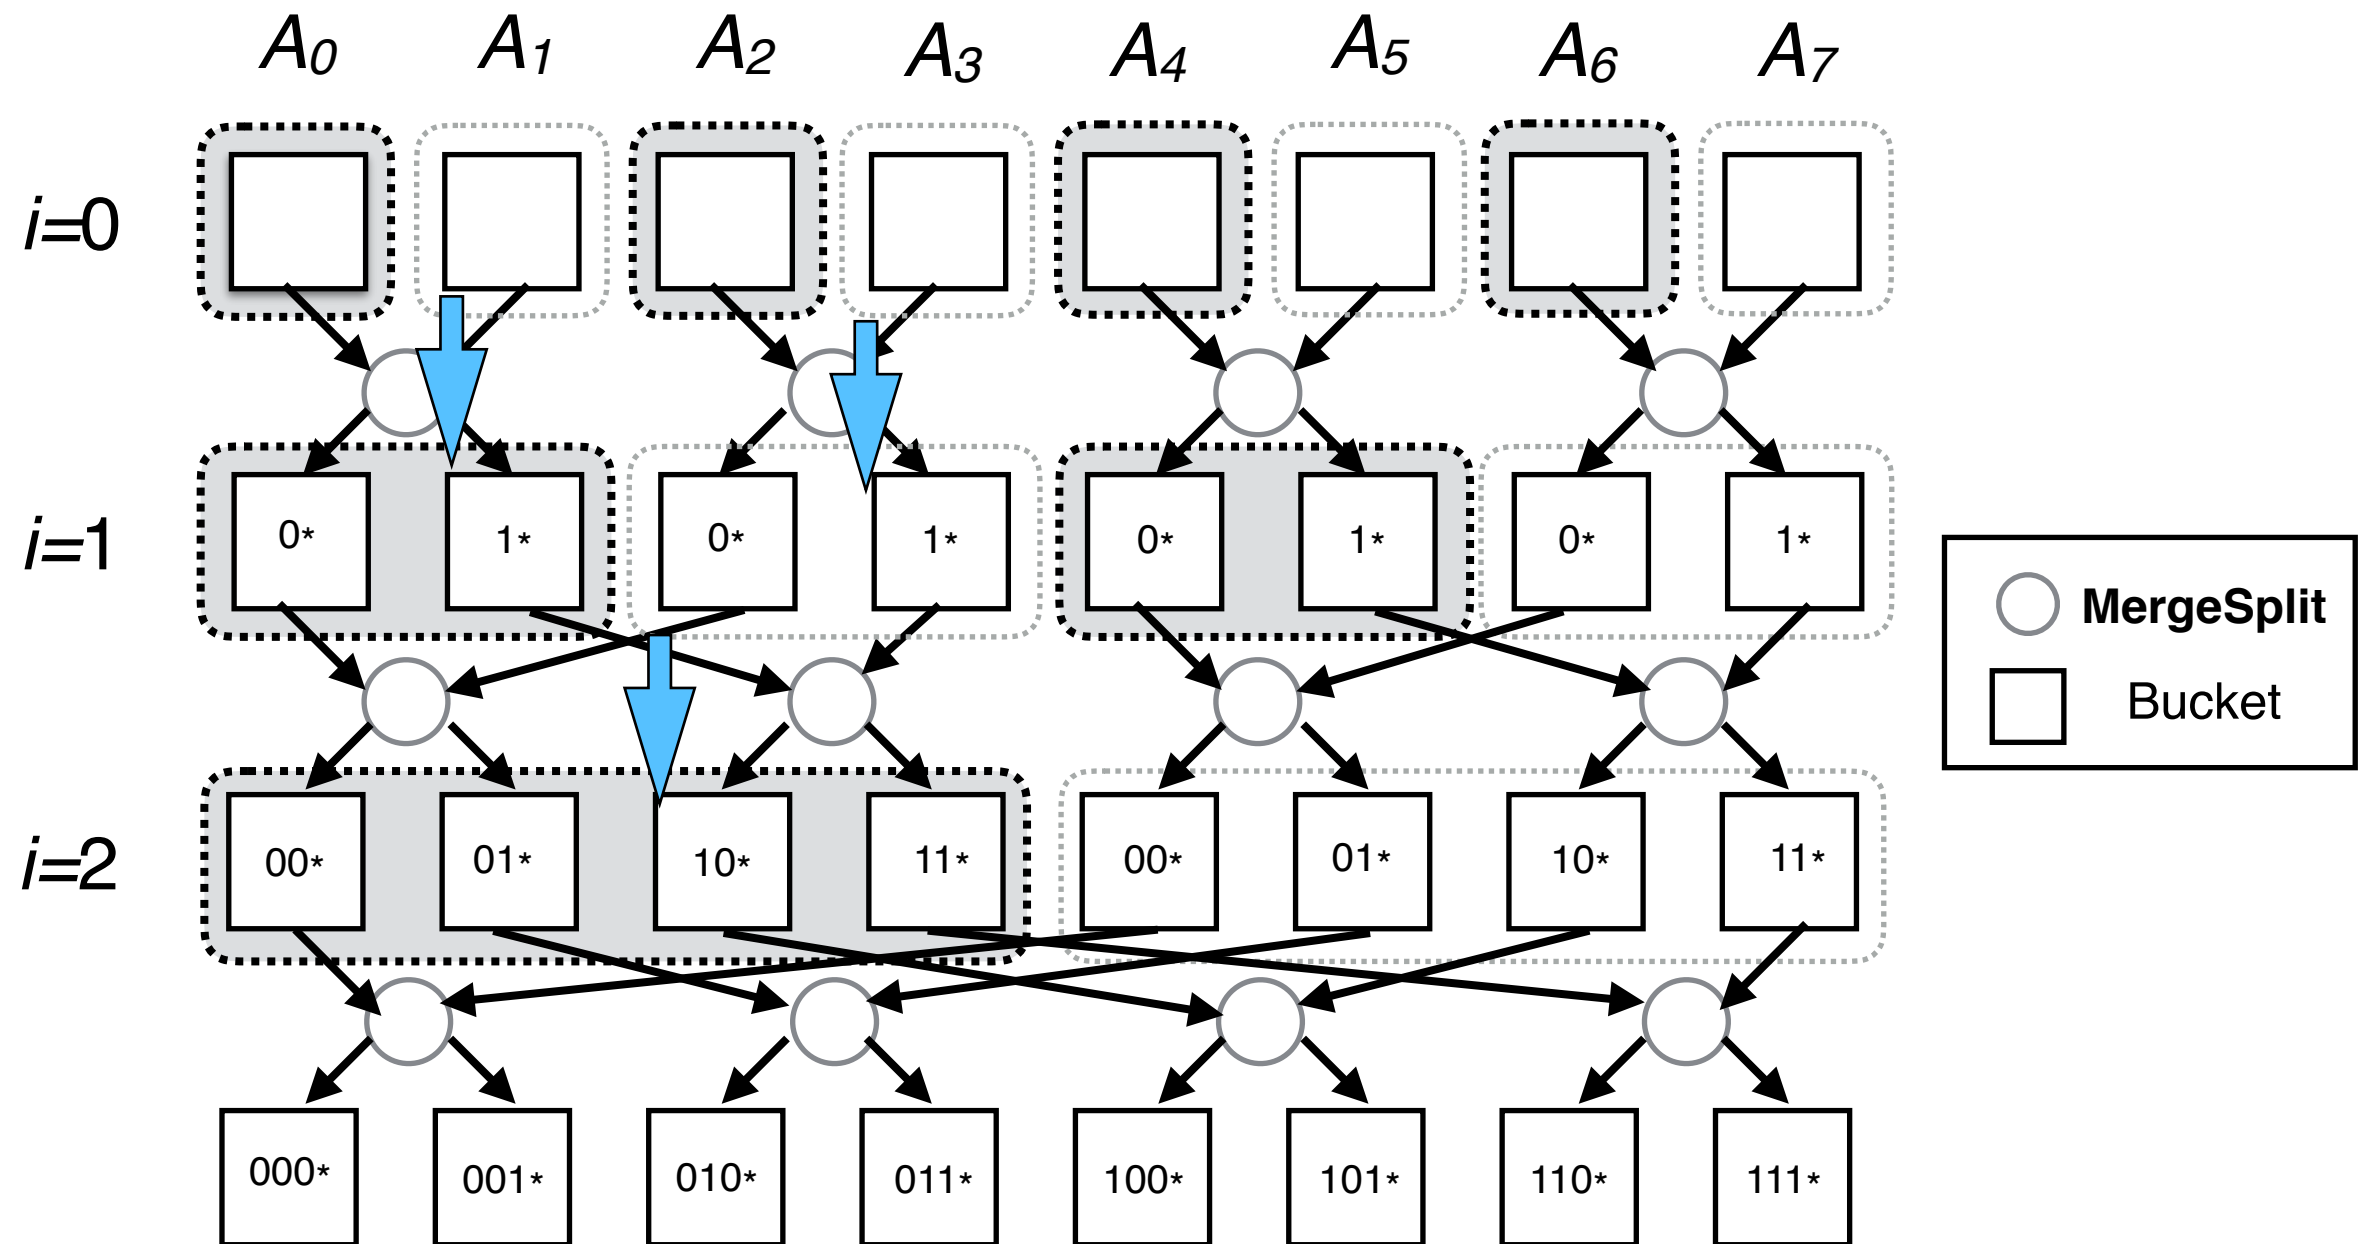 A0 A1 A2 A3 A4 A5 A6 A7
i=0
i=1
0* 1* 0* 1* 0* 1* 0* 1*
MergeSplit
Bucket
i=2
00* 01* 10* 11* 00* 01* 10* 11*
000* 001* 010* 011* 100* 101* 110* 111*